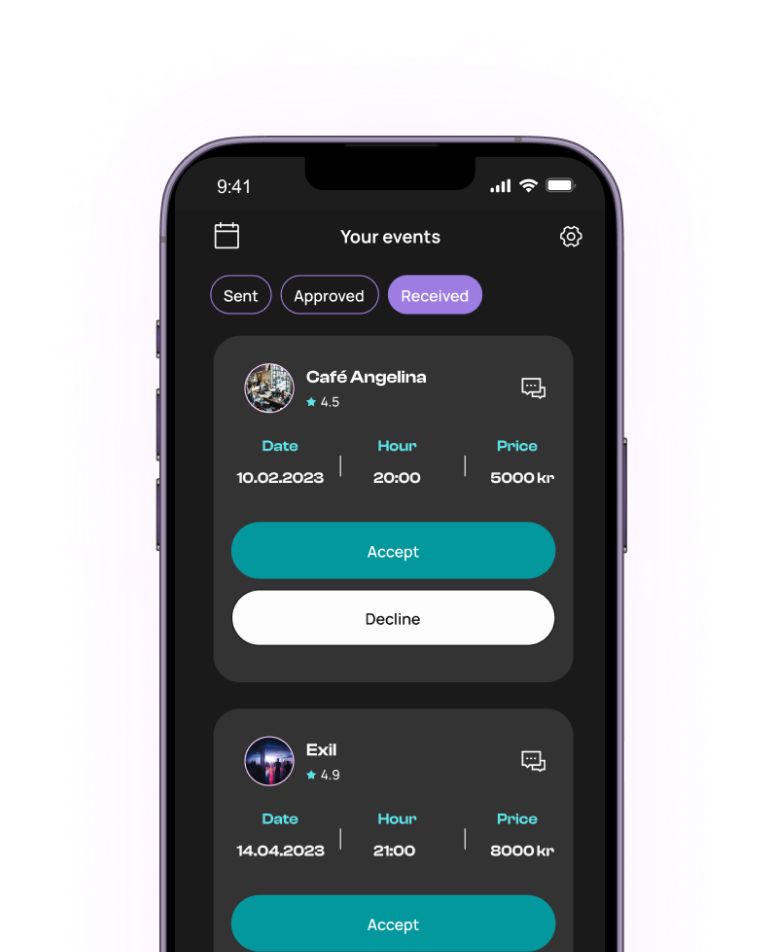 9:41
Your events
Sent Approved Received
Café Angelina
4.5
Date Hour Price
10.02.2023 20:00 5000 kr
Accept
Decline
Exil
4.9
Date Hour Price
14.04.2023 21:00 8000 kr
Accept